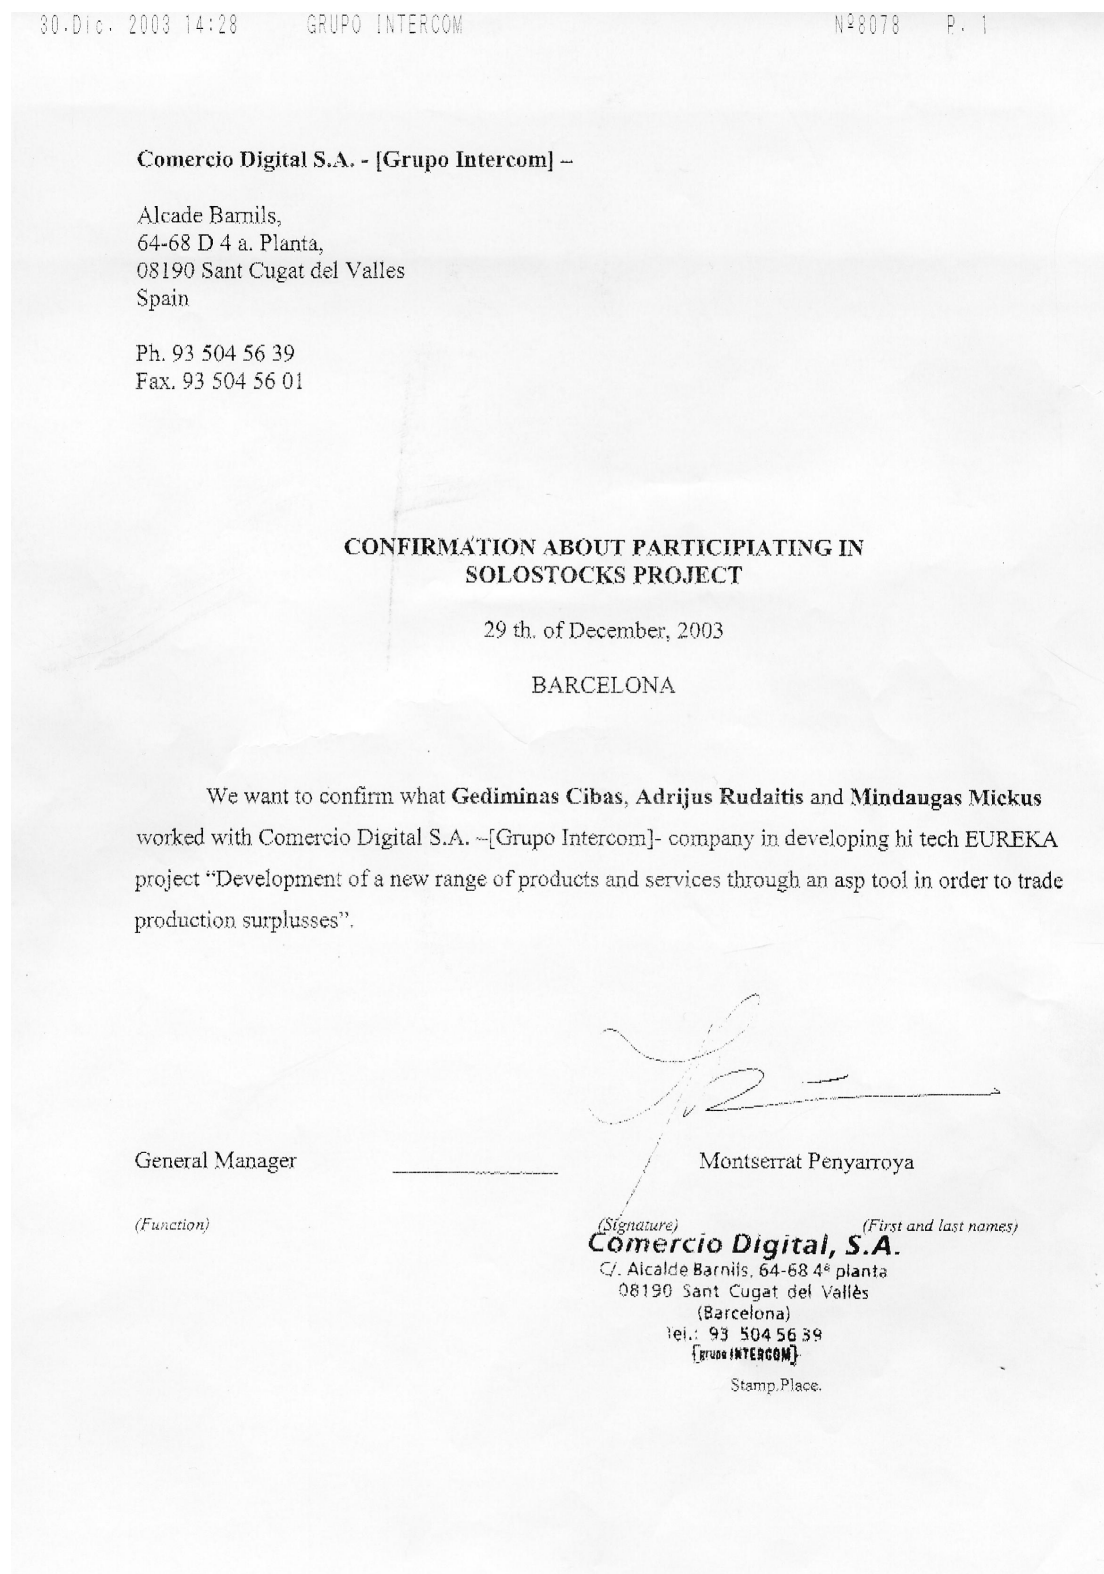 30.Dic. 2003 14:28 GRUPO INTERCOM Nº8078 P. 1
Comercio Digital S.A. - [Grupo Intercom] –
Alcade Barnils,
64-68 D 4 a. Planta,
08190 Sant Cugat del Valles
Spain
Ph. 93 504 56 39
Fax. 93 504 56 01
CONFIRMATION ABOUT PARTICIPIATING IN
SOLOSTOCKS PROJECT
29 th. of December, 2003
BARCELONA
We want to confirm what Gediminas Cibas, Adrijus Rudaitis and Mindaugas Mickus
worked with Comercio Digital S.A. –[Grupo Intercom]- company in developing hi tech EUREKA
project “Development of a new range of products and services through an asp tool in order to trade
production surplusses”.
General Manager Montserrat Penyarroya
(Function) (Signature) (First and last names)
Comercio Digital, S.A.
C/. Alcalde Barnils, 64-68 4ª planta
08190 Sant Cugat del Vallès
(Barcelona)
Tel.: 93 504 56 39
[grupo INTERCOM]
Stamp.Place.